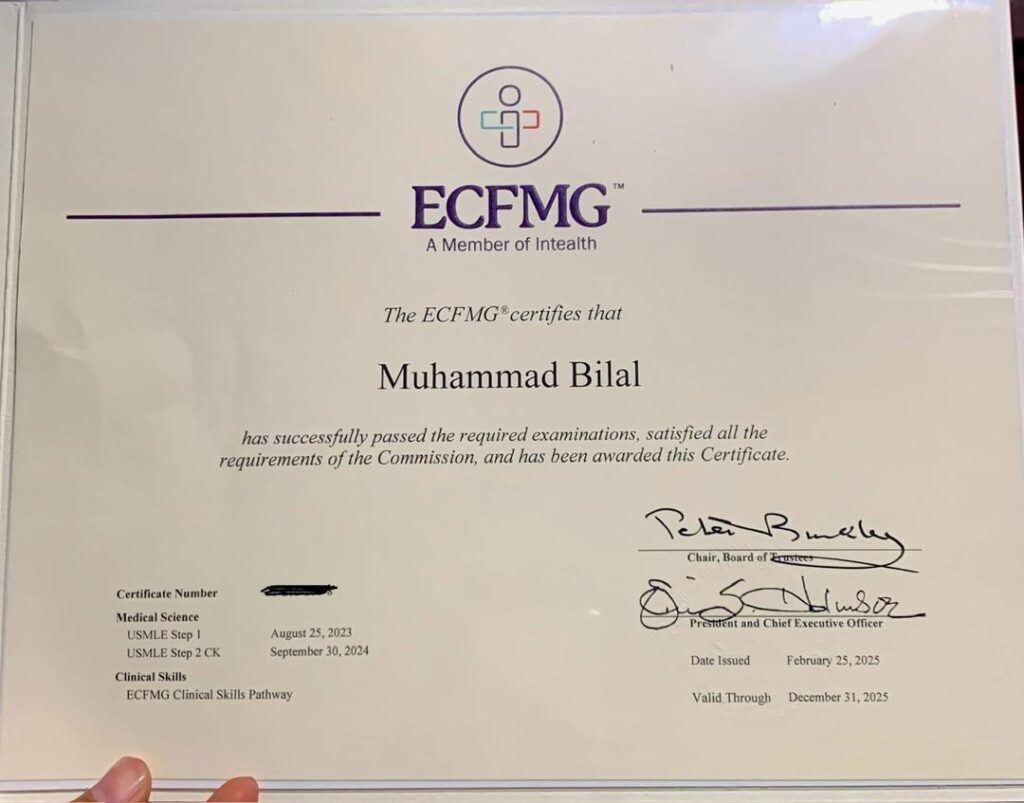 ECFMG™
A Member of Intealth
The ECFMG® certifies that
Muhammad Bilal
has successfully passed the required examinations, satisfied all the
requirements of the Commission, and has been awarded this Certificate.
Chair, Board of Trustees
President and Chief Executive Officer
Date Issued February 25, 2025
Valid Through December 31, 2025
Certificate Number
Medical Science
USMLE Step 1 August 25, 2023
USMLE Step 2 CK September 30, 2024
Clinical Skills
ECFMG Clinical Skills Pathway